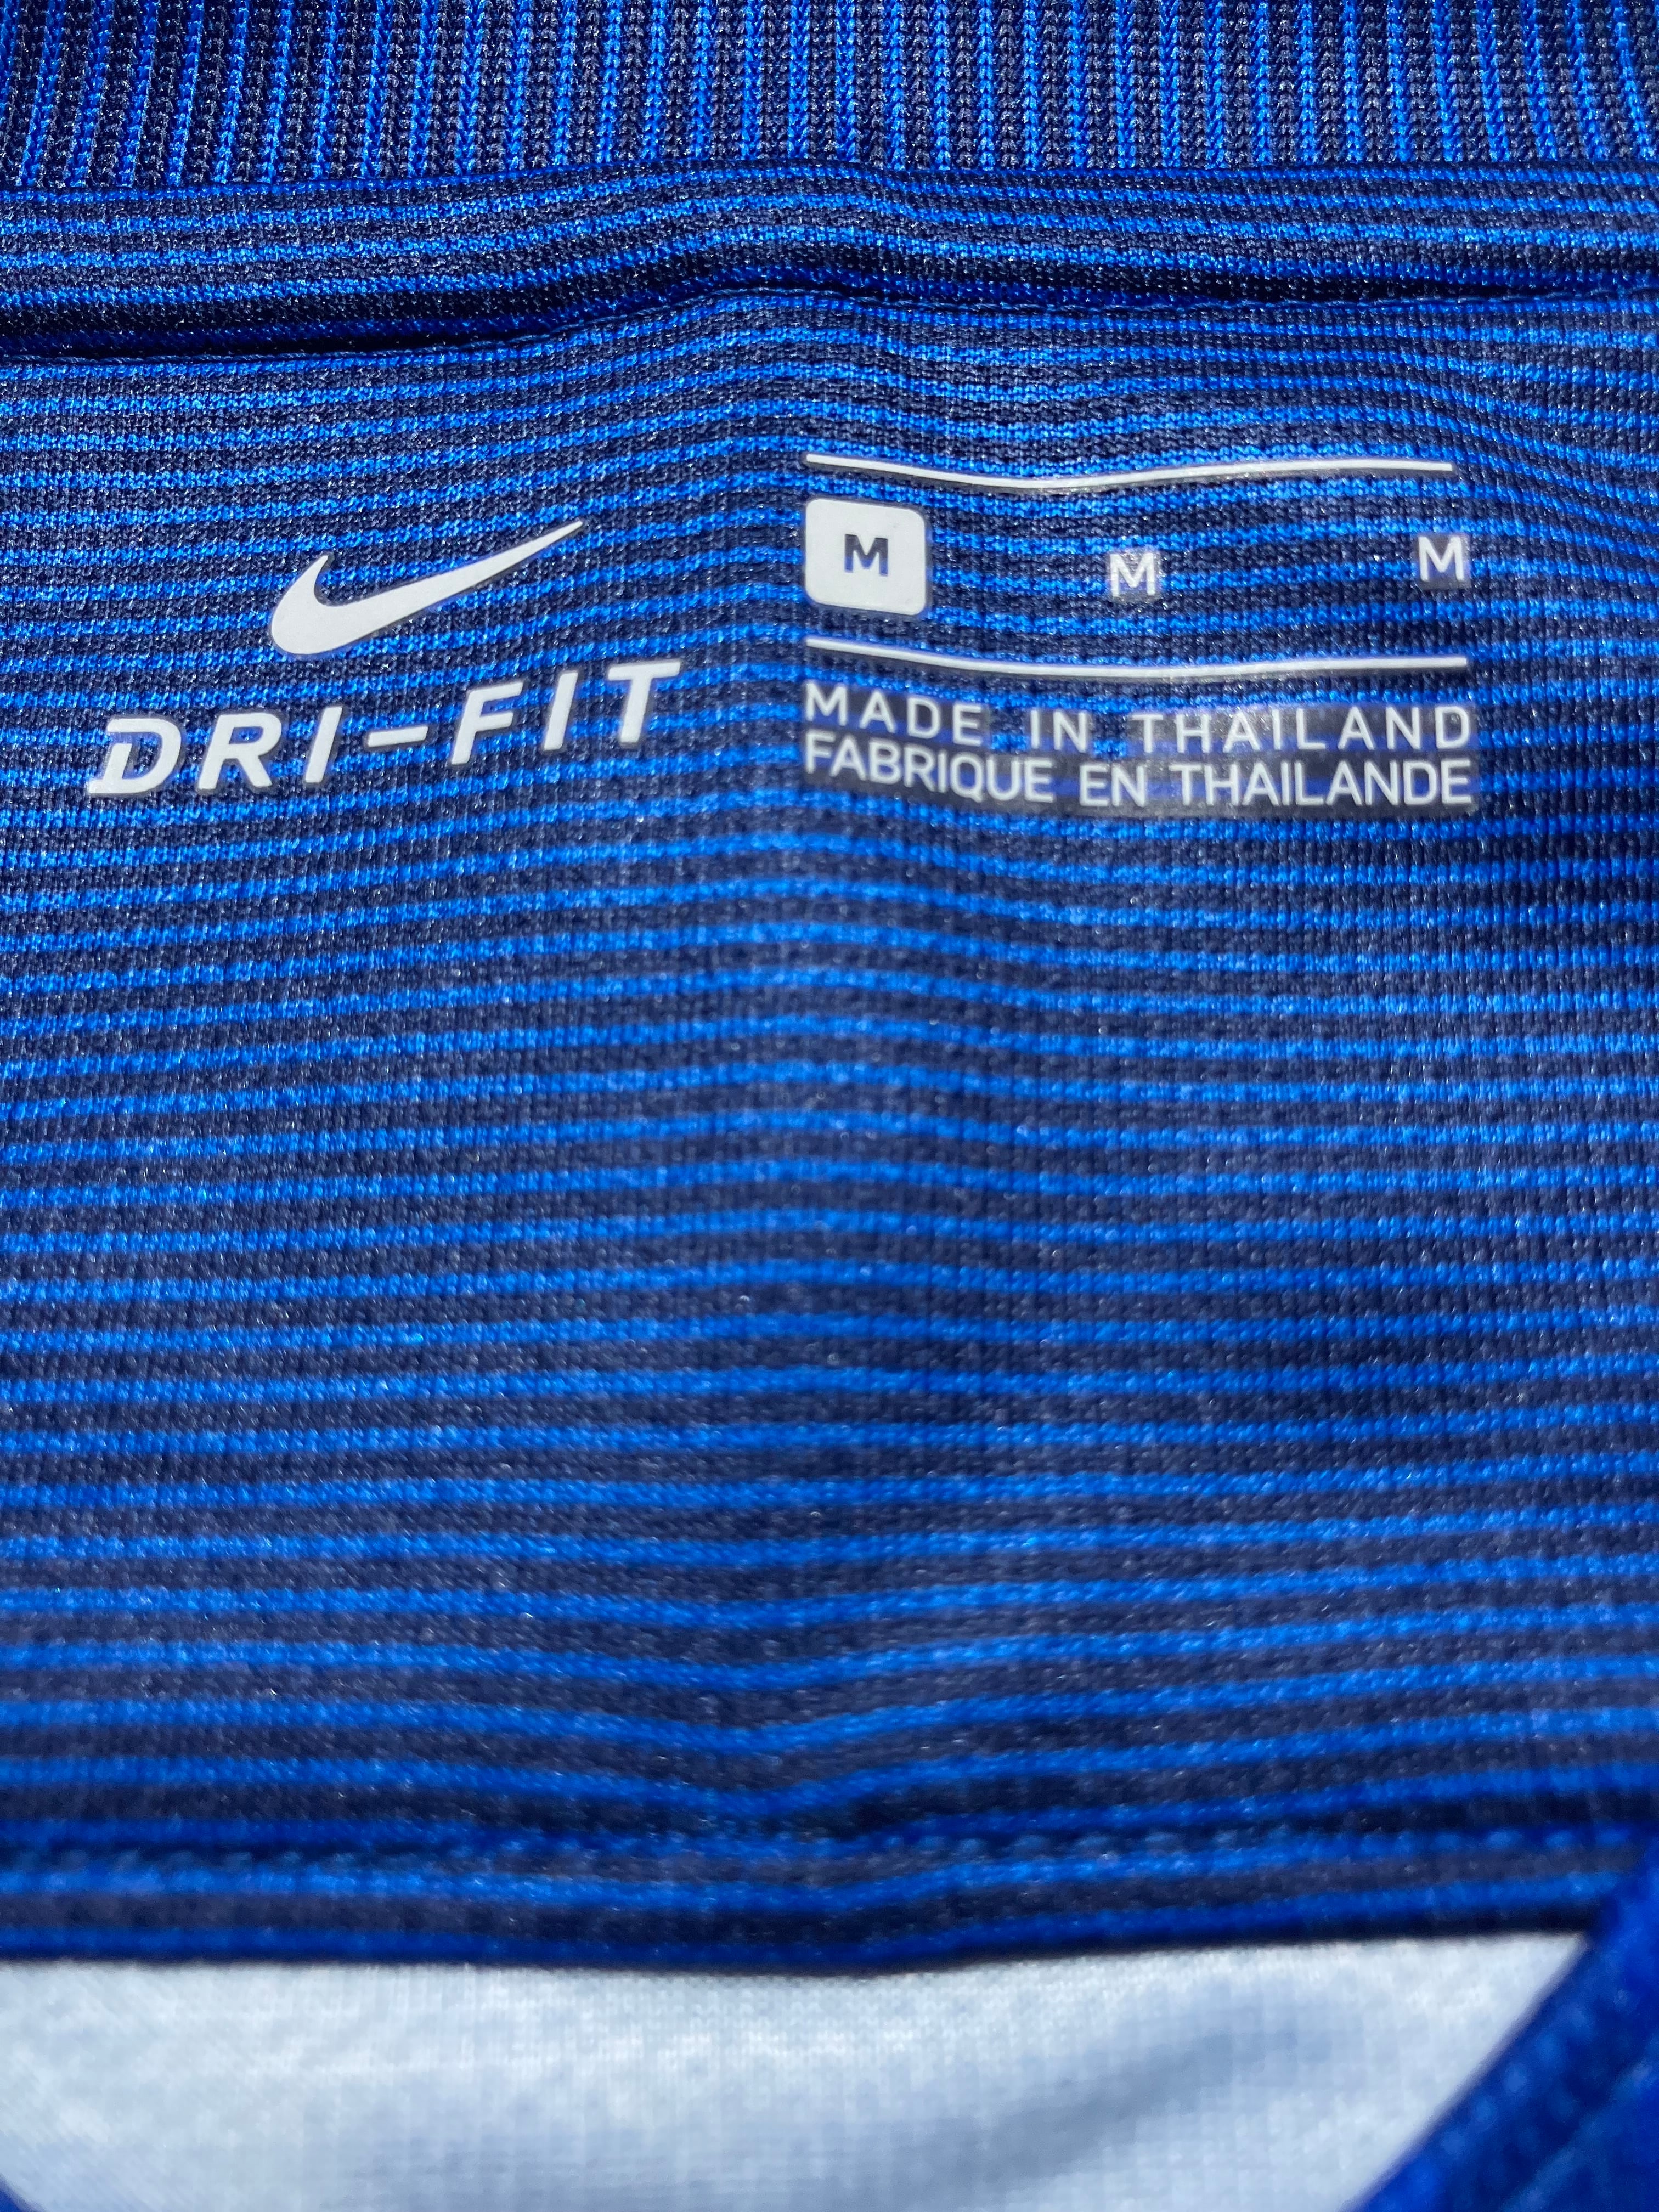 DRI-FIT
M M M
MADE IN THAILAND
FABRIQUE EN THAILANDE